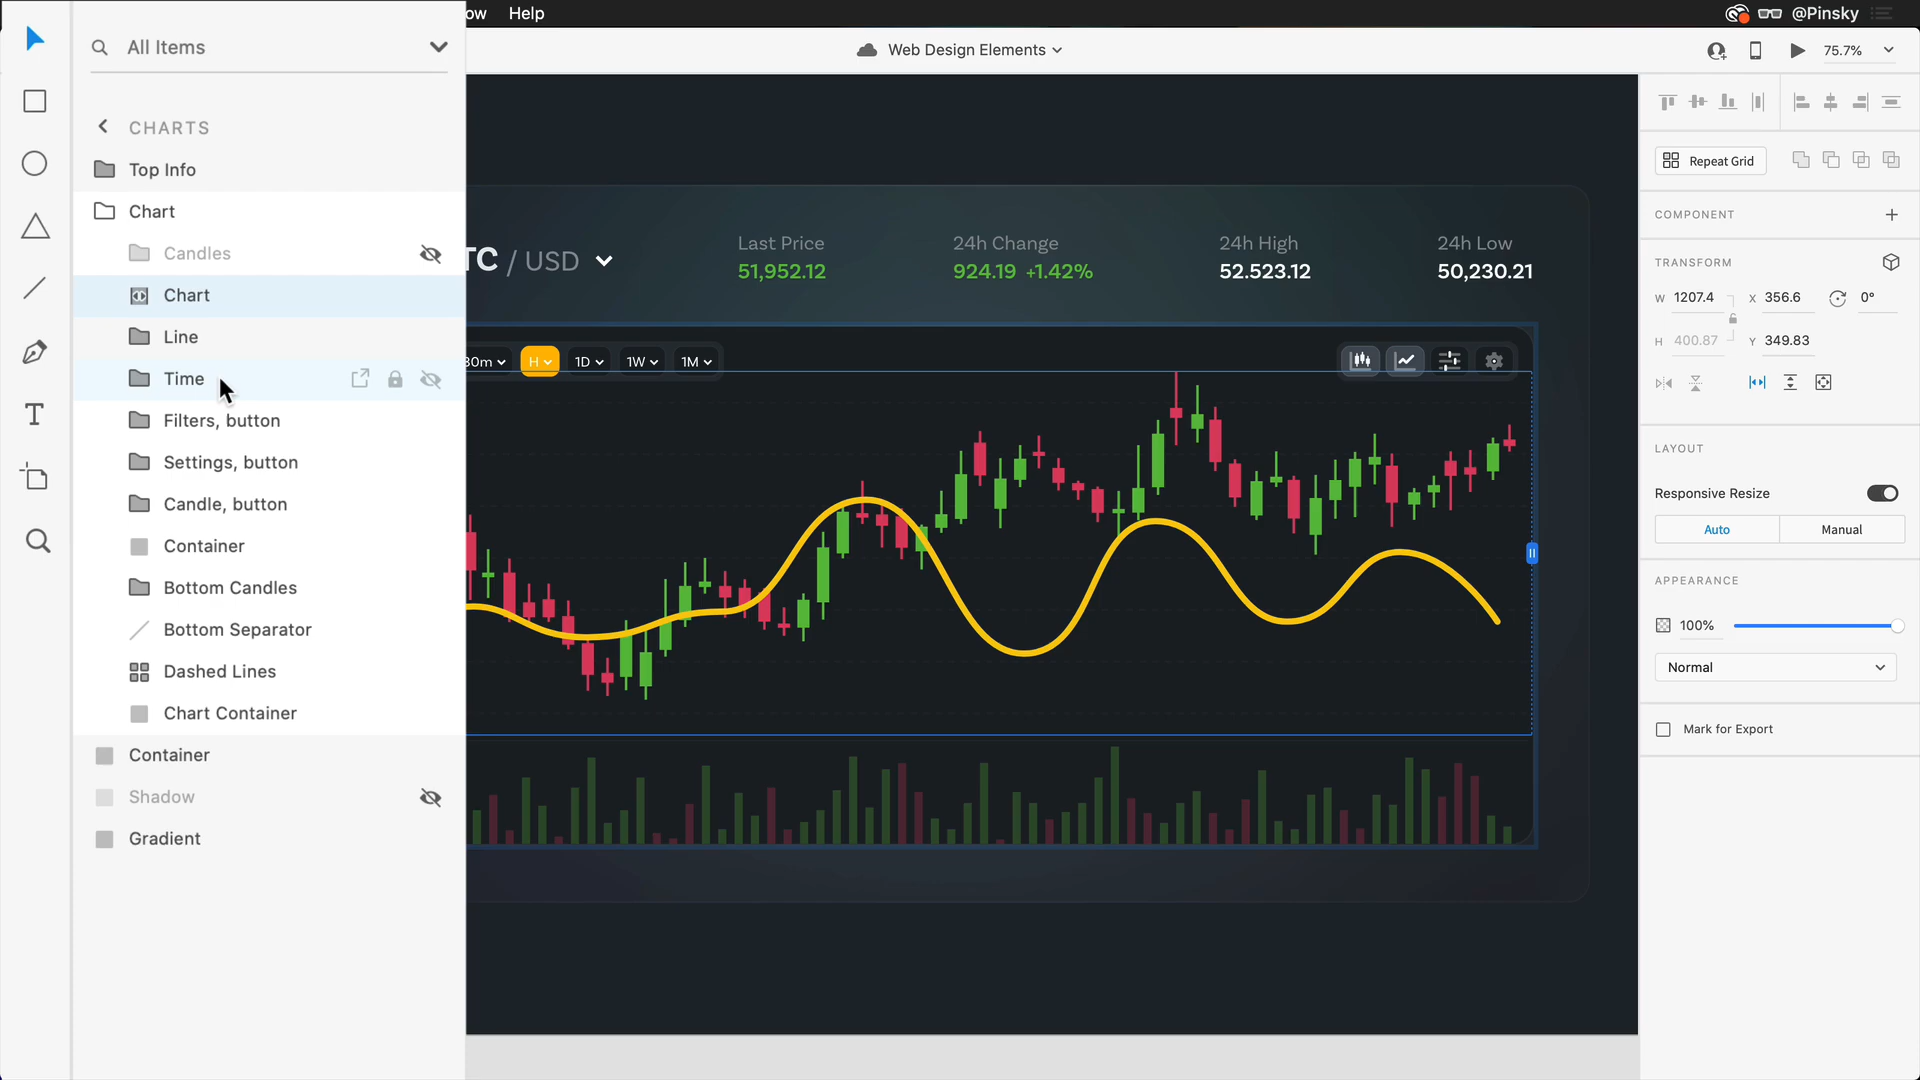 ow Help @Pinsky
Web Design Elements 75.7%
All Items
CHARTS
Top Info
Chart
Candles
Chart
Line
Time
Filters, button
Settings, button
Candle, button
Container
Bottom Candles
Bottom Separator
Dashed Lines
Chart Container
Container
Shadow
Gradient
TC / USD
Last Price
51,952.12
24h Change
924.19 +1.42%
24h High
52.523.12
24h Low
50,230.21
30m H 1D 1W 1M
Repeat Grid
COMPONENT
TRANSFORM
W 1207.4 X 356.6 0°
H 400.87 Y 349.83
LAYOUT
Responsive Resize
Auto Manual
APPEARANCE
100%
Normal
Mark for Export